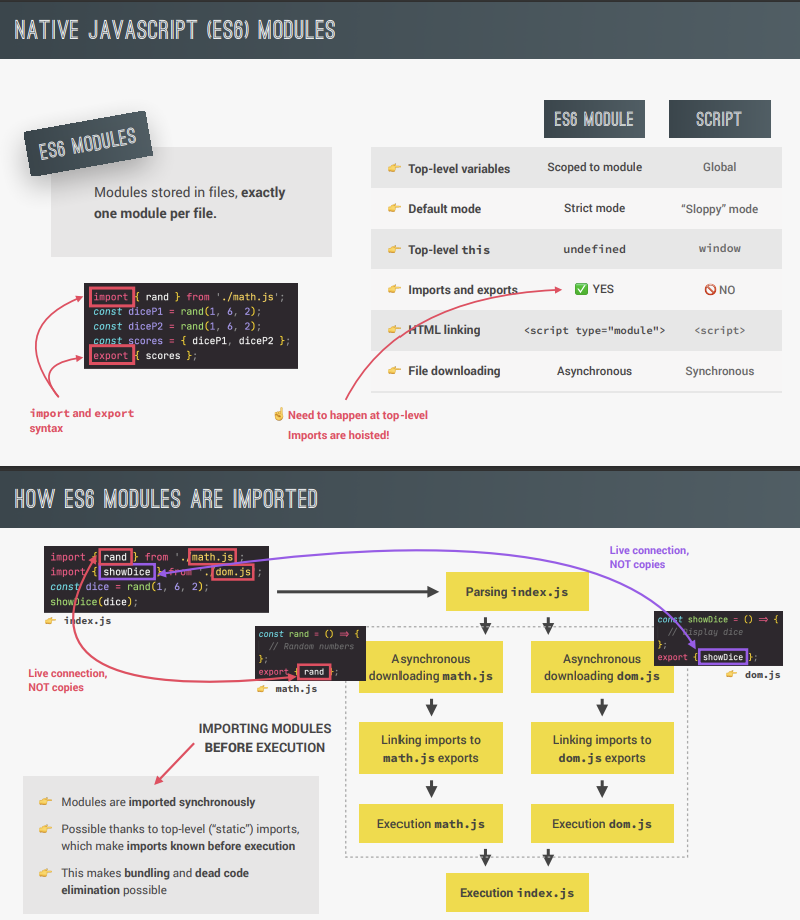 NATIVE JAVASCRIPT (ES6) MODULES
ES6 MODULES
Modules stored in files, exactly
one module per file.
import { rand } from './math.js';
const diceP1 = rand(1, 6, 2);
const diceP2 = rand(1, 6, 2);
const scores = { diceP1, diceP2 };
export { scores };
import and export
syntax
ES6 MODULE SCRIPT
👉 Top-level variables Scoped to module Global
👉 Default mode Strict mode “Sloppy” mode
👉 Top-level this undefined window
👉 Imports and exports ✅ YES 🚫 NO
👉 HTML linking <script type="module"> <script>
👉 File downloading Asynchronous Synchronous
☝️ Need to happen at top-level
Imports are hoisted!
HOW ES6 MODULES ARE IMPORTED
import { rand } from './math.js';
import { showDice } from './dom.js';
const dice = rand(1, 6, 2);
showDice(dice);
👉 index.js
Live connection,
NOT copies
const rand = () => {
// Random numbers
};
export { rand };
👉 math.js
Live connection,
NOT copies
const showDice = () => {
// Display dice
};
export { showDice };
👉 dom.js
Parsing index.js
Asynchronous
downloading math.js
Asynchronous
downloading dom.js
Linking imports to
math.js exports
Linking imports to
dom.js exports
Execution math.js
Execution dom.js
Execution index.js
IMPORTING MODULES
BEFORE EXECUTION
👉 Modules are imported synchronously
👉 Possible thanks to top-level (“static”) imports,
which make imports known before execution
👉 This makes bundling and dead code
elimination possible